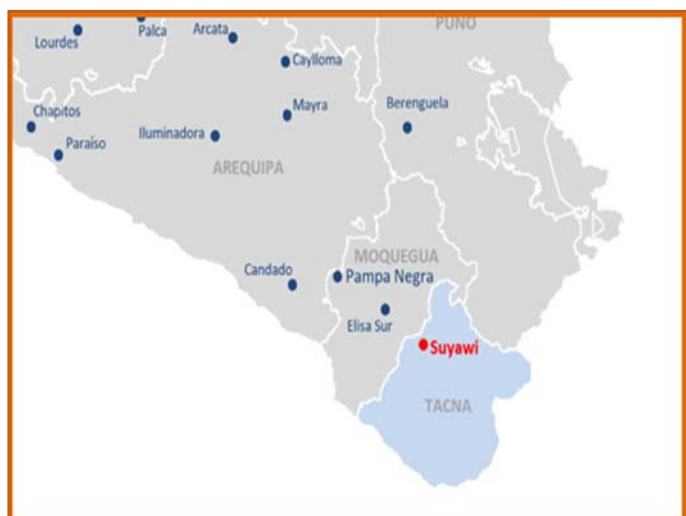 PUNO
Lourdes
Palca
Arcata
Caylloma
Chapitos
Mayra
Berenguela
Iluminadora
Paraíso
AREQUIPA
MOQUEGUA
Candado
Pampa Negra
Elisa Sur
Suyawi
TACNA